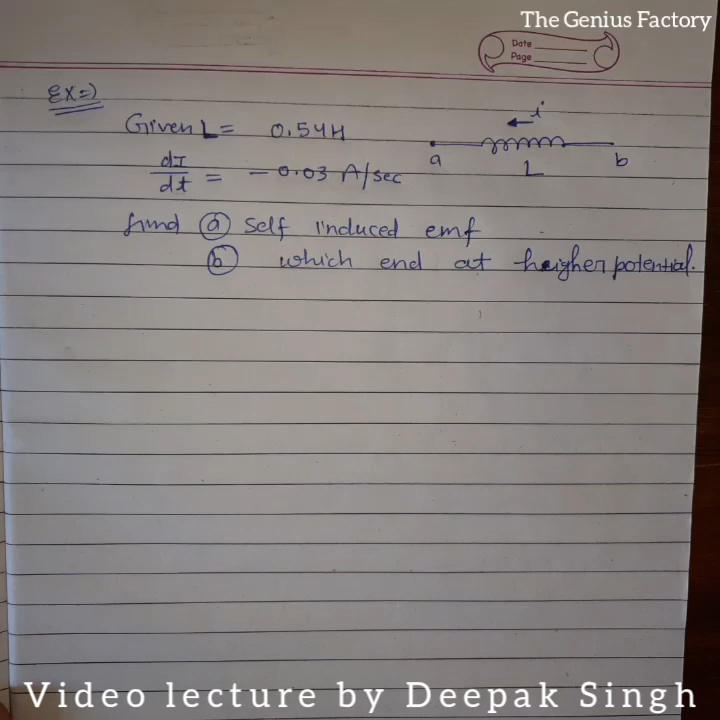 The Genius Factory
Date
Page
Ex=)
Given L = 0.54H
i
a
L
b
dI/dt = - 0.03 A/sec
find (a) Self induced emf
(b) which end at heigher potential.
Video lecture by Deepak Singh